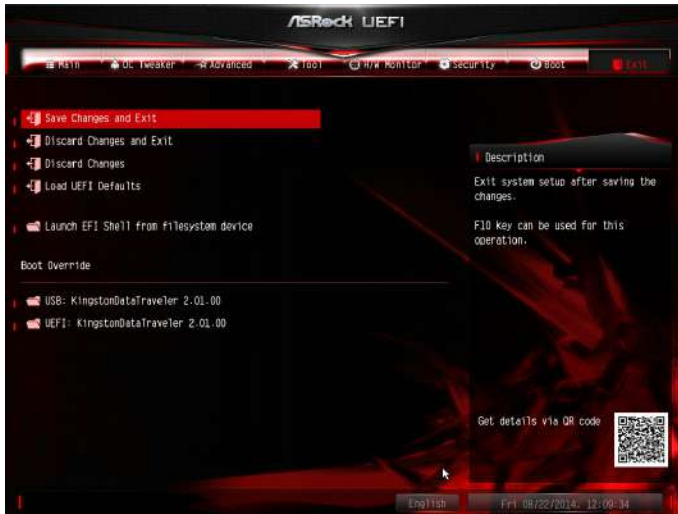 ASRock UEFI
Main OC Tweaker Advanced Tool H/W Monitor Security Boot Exit
Save Changes and Exit
Discard Changes and Exit
Discard Changes
Load UEFI Defaults
Launch EFI Shell from filesystem device
Boot Override
USB: KingstonDataTraveler 2.01.00
UEFI: KingstonDataTraveler 2.01.00
Description
Exit system setup after saving the
changes.
F10 key can be used for this
operation.
Get details via QR code
English
Fri 08/22/2014, 12:09:34